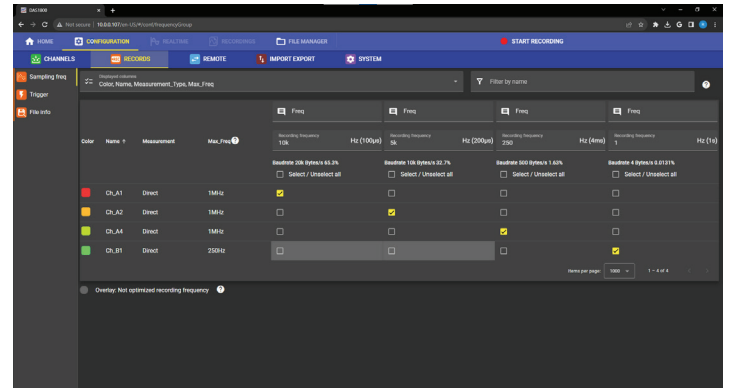 DAS1800
Not secure 10.0.0.107/en-US/#/conf/frequencyGroup
HOME CONFIGURATION REALTIME RECORDINGS FILE MANAGER START RECORDING
CHANNELS RECORDS REMOTE IMPORT EXPORT SYSTEM
Sampling freq
Trigger
File info
Displayed columns
Color, Name, Measurement_Type, Max_Freq
Filter by name
Freq Freq Freq Freq
Color Name ↑ Measurement Max_Freq
Recording frequency Recording frequency Recording frequency Recording frequency
10k Hz (100µs) 5k Hz (200µs) 250 Hz (4ms) 1 Hz (1s)
Baudrate 20k Bytes/s 65.3% Baudrate 10k Bytes/s 32.7% Baudrate 500 Bytes/s 1.63% Baudrate 4 Bytes/s 0.0131%
Select / Unselect all Select / Unselect all Select / Unselect all Select / Unselect all
Ch_A1 Direct 1MHz
Ch_A2 Direct 1MHz
Ch_A4 Direct 1MHz
Ch_B1 Direct 250Hz
Items per page: 1000 1 – 4 of 4
Overlay: Not optimized recording frequency